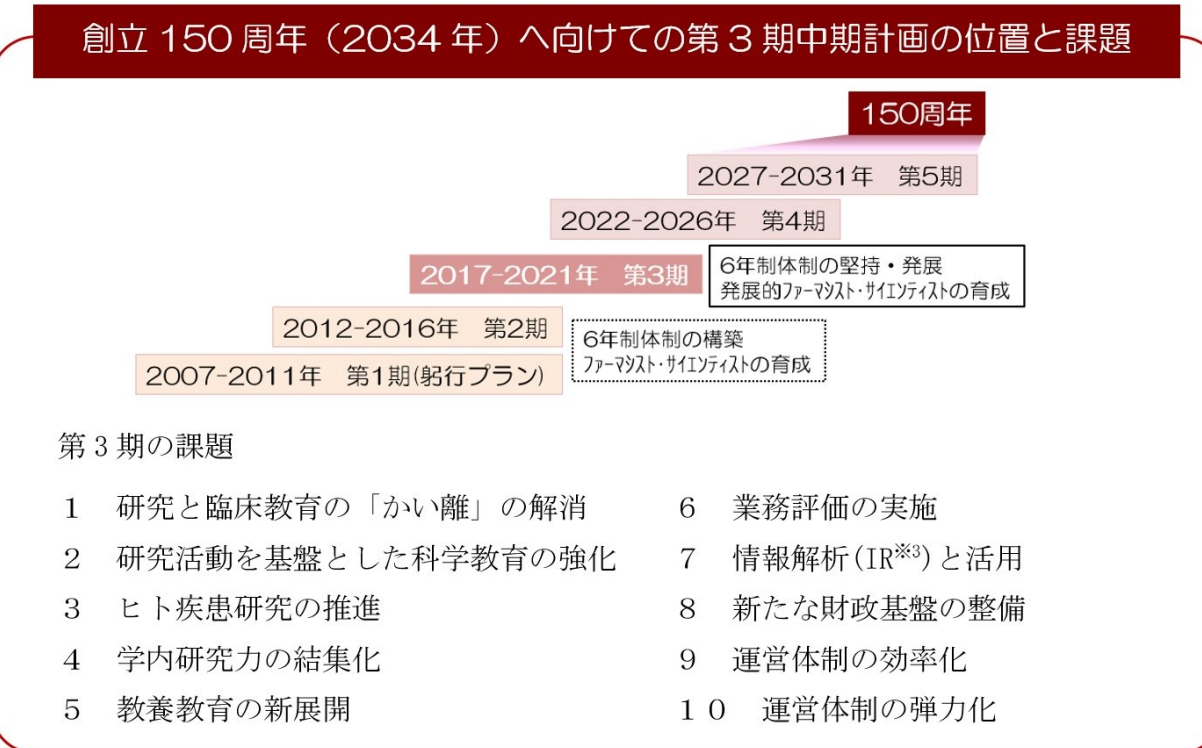 創立 150 周年（2034 年）へ向けての第 3 期中期計画の位置と課題
150周年
2027-2031年　第5期
2022-2026年　第4期
2017-2021年　第3期
6年制体制の堅持・発展
発展的ﾌｧｰﾏｼｽﾄ・ｻｲｴﾝﾃｨｽﾄの育成
2012-2016年　第2期
6年制体制の構築
ﾌｧｰﾏｼｽﾄ・ｻｲｴﾝﾃｨｽﾄの育成
2007-2011年　第1期(躬行プラン)
第 3 期の課題
1　研究と臨床教育の「かい離」の解消
2　研究活動を基盤とした科学教育の強化
3　ヒト疾患研究の推進
4　学内研究力の結集化
5　教養教育の新展開
6　業務評価の実施
7　情報解析(IR※3)と活用
8　新たな財政基盤の整備
9　運営体制の効率化
１０　運営体制の弾力化